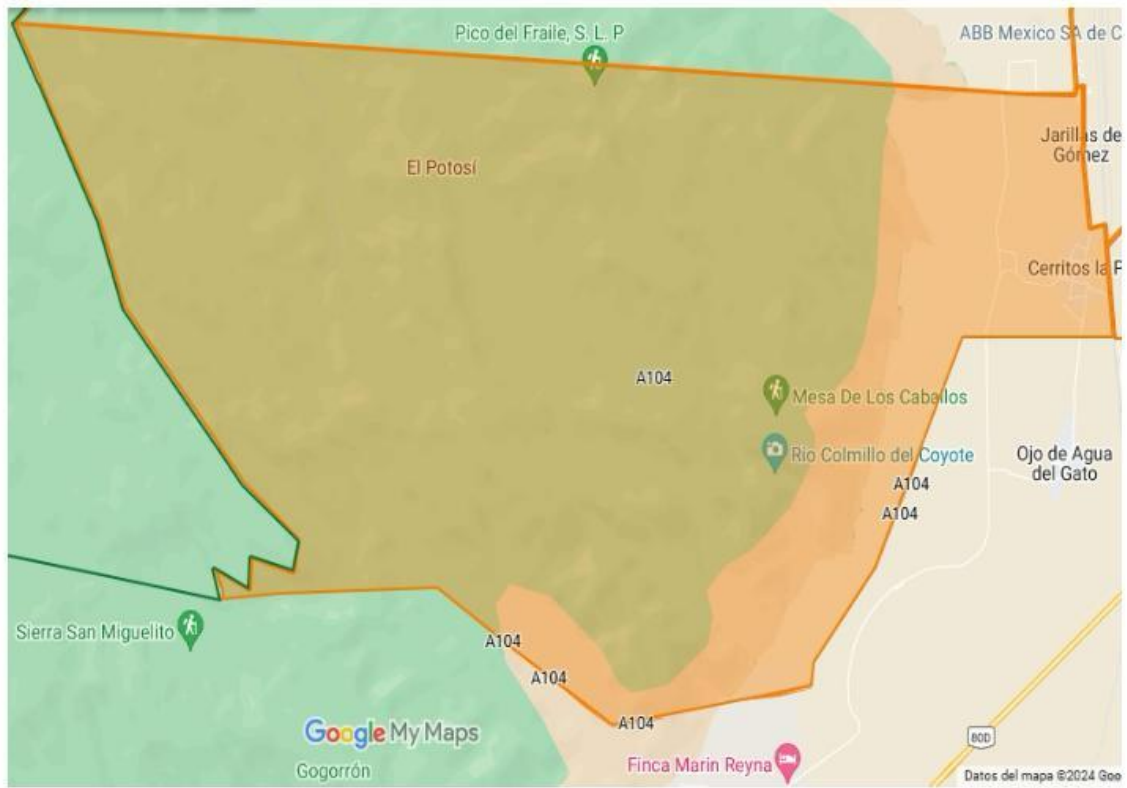 Pico del Fraile, S. L. P
ABB Mexico SA de C
Jarillas de
Gómez
El Potosí
Cerritos la P
A104
Mesa De Los Caballos
Rio Colmillo del Coyote
Ojo de Agua
del Gato
A104
A104
Sierra San Miguelito
A104
A104
A104
Google My Maps
80D
Finca Marin Reyna
Gogorrón
Datos del mapa ©2024 Goo